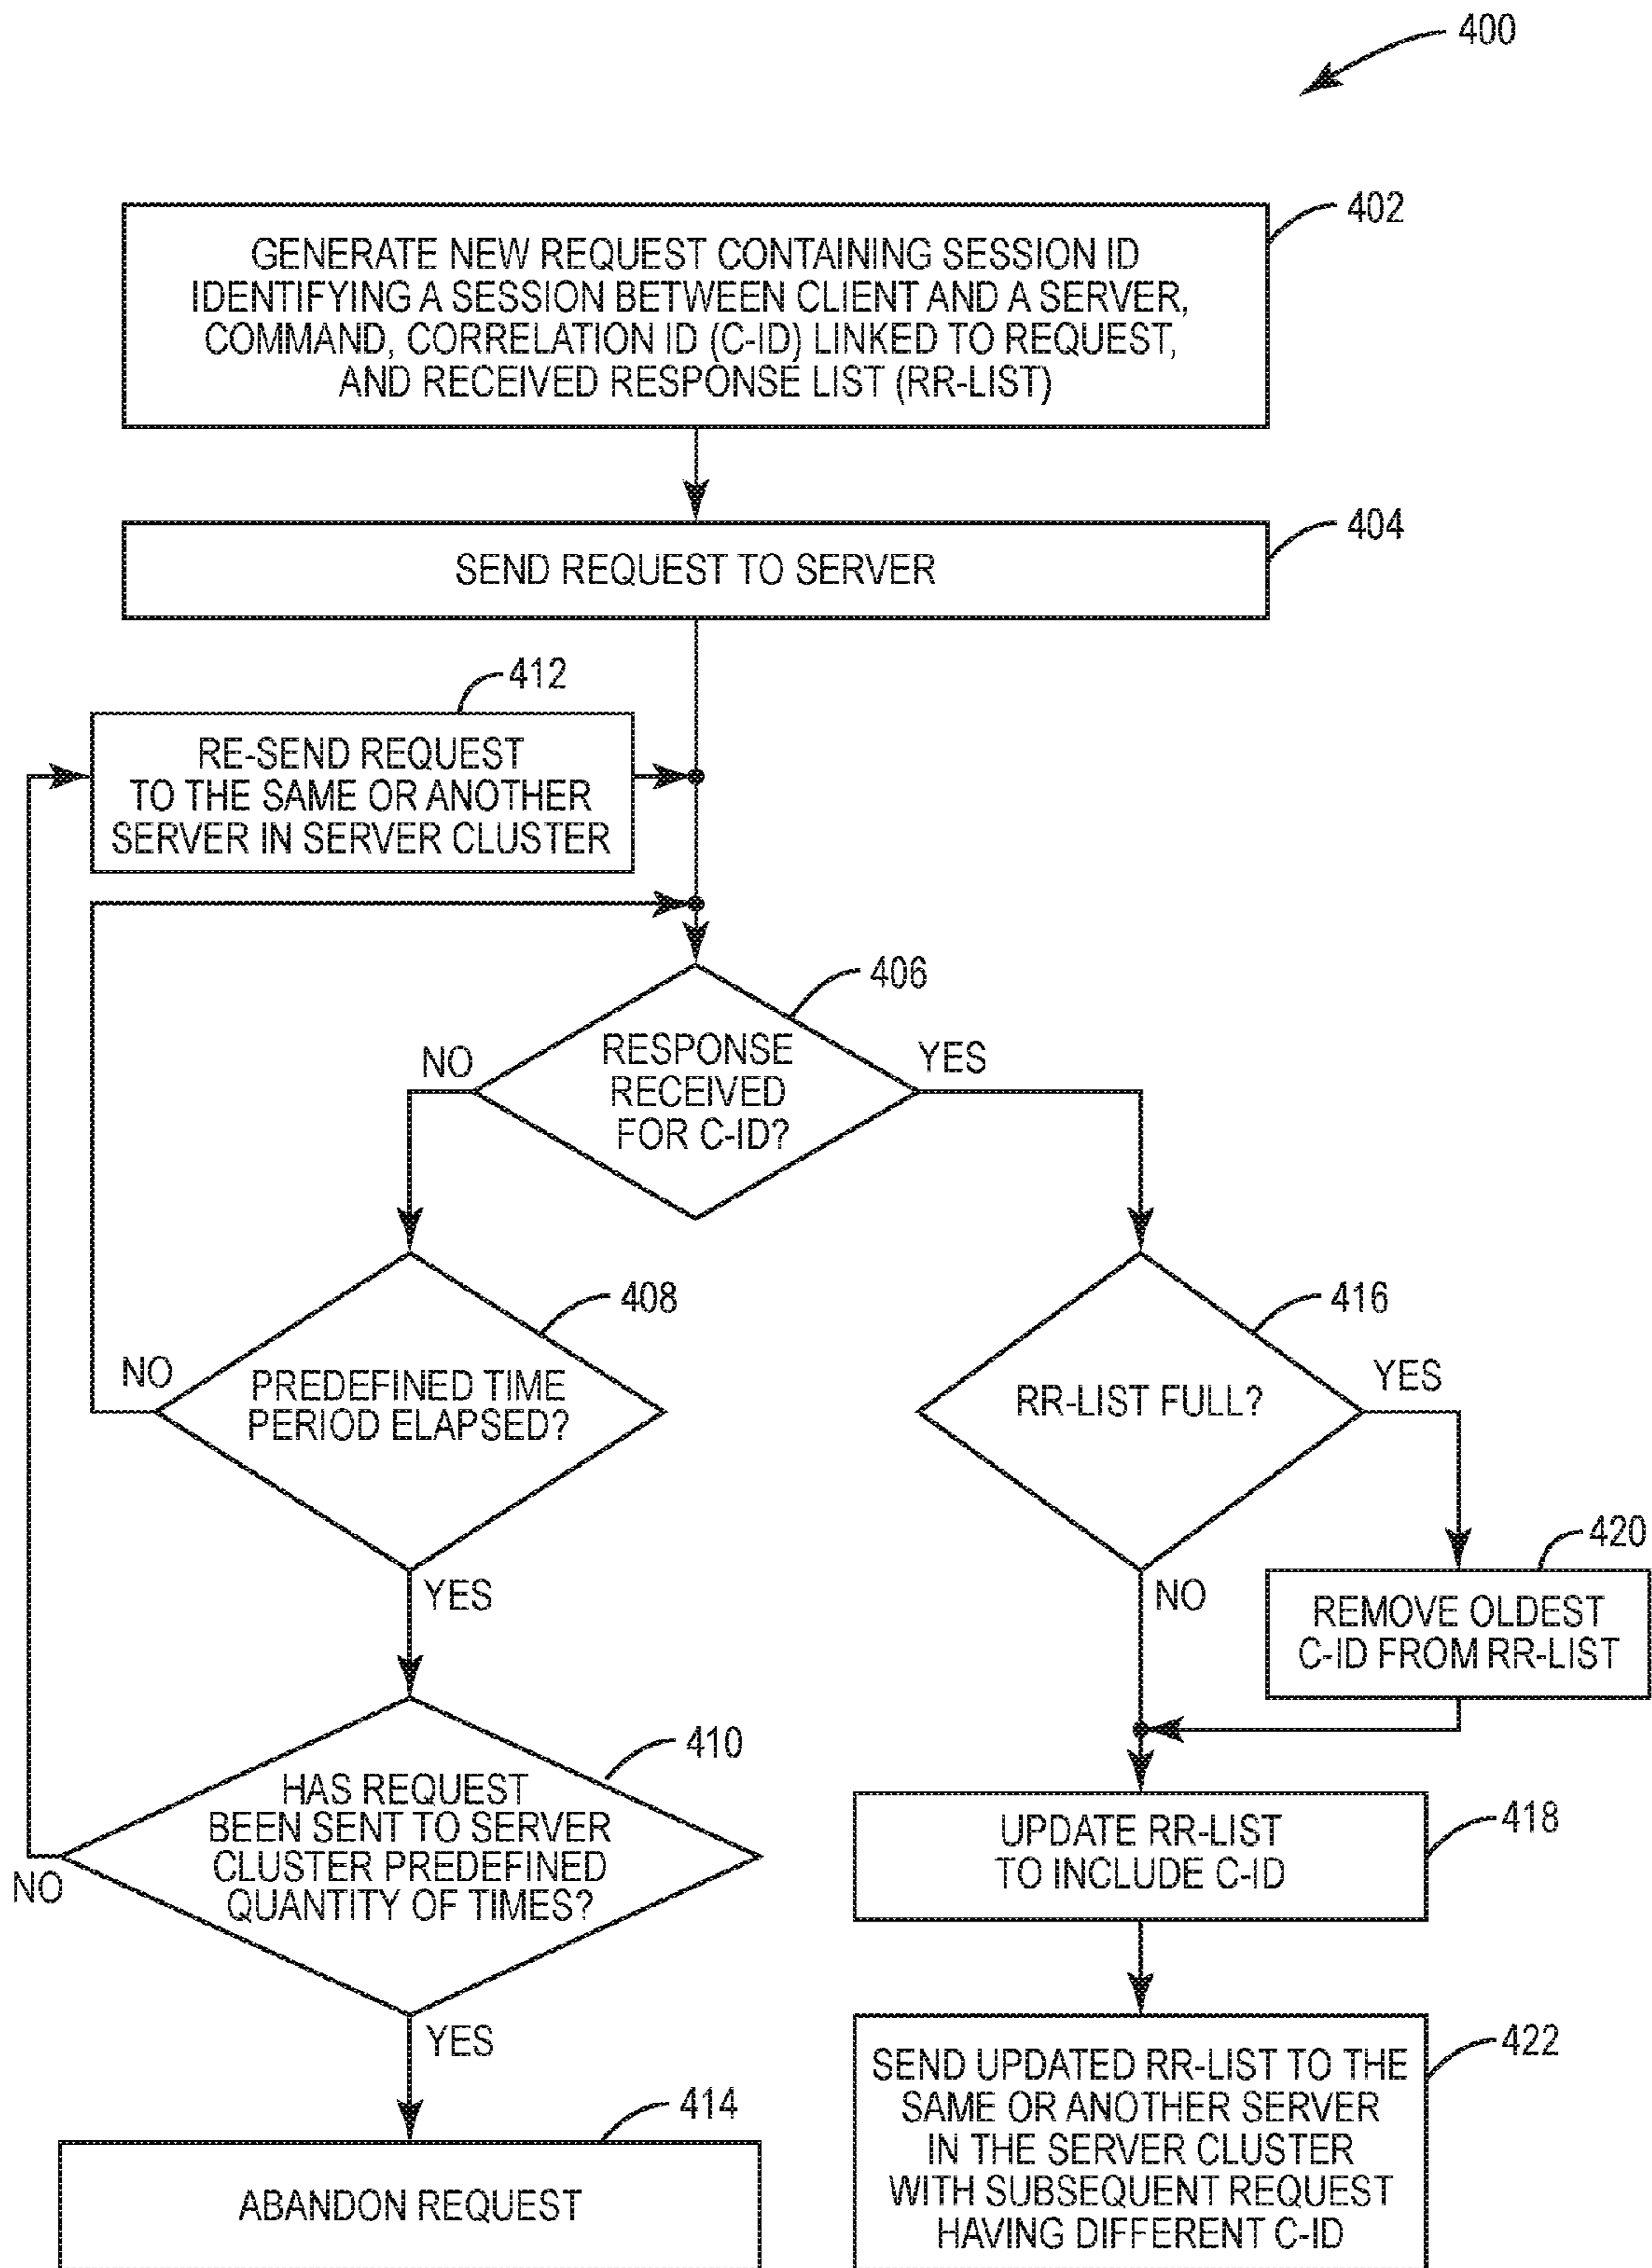 400
402
GENERATE NEW REQUEST CONTAINING SESSION ID
IDENTIFYING A SESSION BETWEEN CLIENT AND A SERVER,
COMMAND, CORRELATION ID (C-ID) LINKED TO REQUEST,
AND RECEIVED RESPONSE LIST (RR-LIST)
404
SEND REQUEST TO SERVER
412
RE-SEND REQUEST
TO THE SAME OR ANOTHER
SERVER IN SERVER CLUSTER
406
RESPONSE
RECEIVED
FOR C-ID?
NO
YES
408
PREDEFINED TIME
PERIOD ELAPSED?
NO
YES
416
RR-LIST FULL?
YES
NO
420
REMOVE OLDEST
C-ID FROM RR-LIST
410
HAS REQUEST
BEEN SENT TO SERVER
CLUSTER PREDEFINED
QUANTITY OF TIMES?
NO
YES
418
UPDATE RR-LIST
TO INCLUDE C-ID
414
ABANDON REQUEST
422
SEND UPDATED RR-LIST TO THE
SAME OR ANOTHER SERVER
IN THE SERVER CLUSTER
WITH SUBSEQUENT REQUEST
HAVING DIFFERENT C-ID